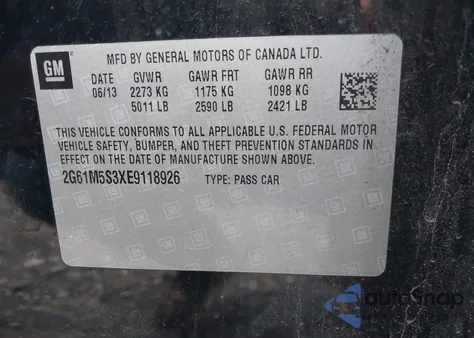 GM
MFD BY GENERAL MOTORS OF CANADA LTD.
DATE GVWR GAWR FRT GAWR RR
06/13 2273 KG 1175 KG 1098 KG
5011 LB 2590 LB 2421 LB
THIS VEHICLE CONFORMS TO ALL APPLICABLE U.S. FEDERAL MOTOR
VEHICLE SAFETY, BUMPER, AND THEFT PREVENTION STANDARDS IN
EFFECT ON THE DATE OF MANUFACTURE SHOWN ABOVE.
2G61M5S3XE9118926 TYPE: PASS CAR
autoSnap